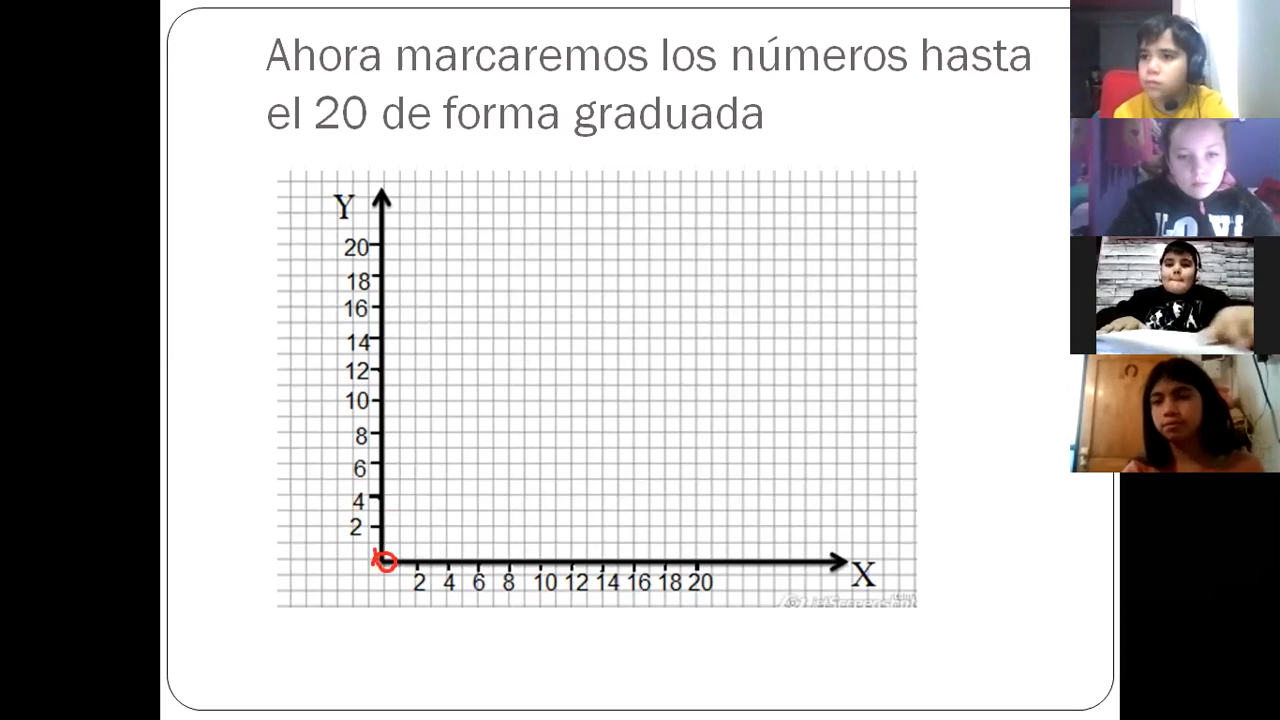 Ahora marcaremos los números hasta
el 20 de forma graduada
Y
20
18
16
14
12
10
8
6
4
2
2 4 6 8 10 12 14 16 18 20
X